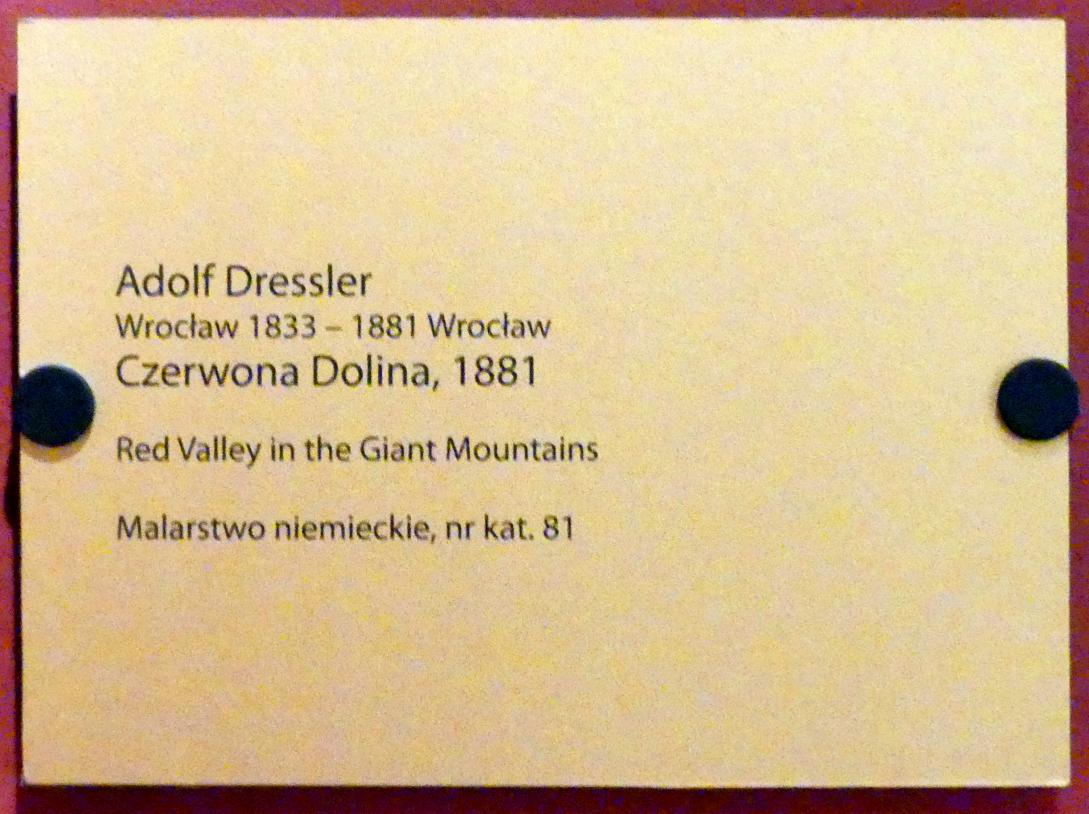 Adolf Dressler
Wrocław 1833 – 1881 Wrocław
Czerwona Dolina, 1881
Red Valley in the Giant Mountains
Malarstwo niemieckie, nr kat. 81